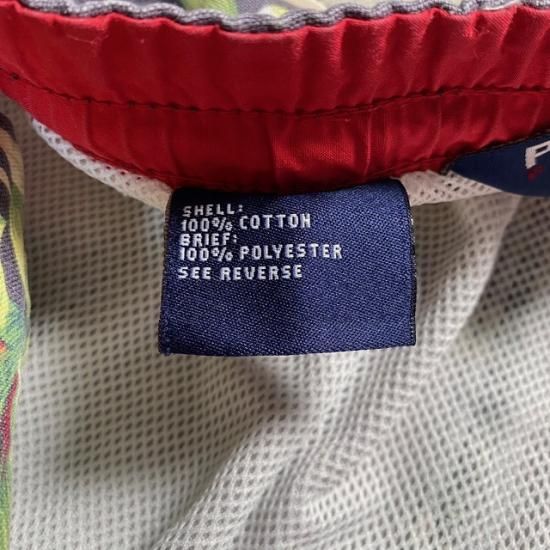 SHELL:
100% COTTON
BRIEF:
100% POLYESTER
SEE REVERSE
P